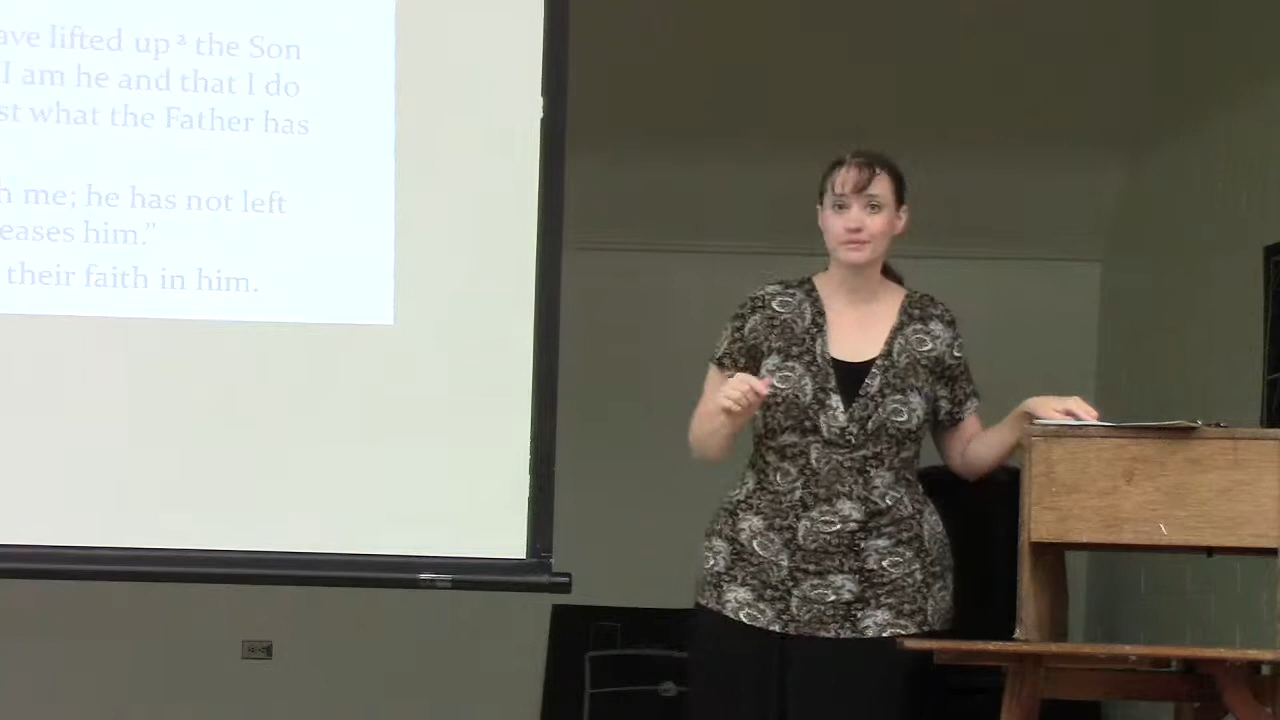 ave lifted up ² the Son
I am he and that I do
st what the Father has
h me; he has not left
eases him."
their faith in him.